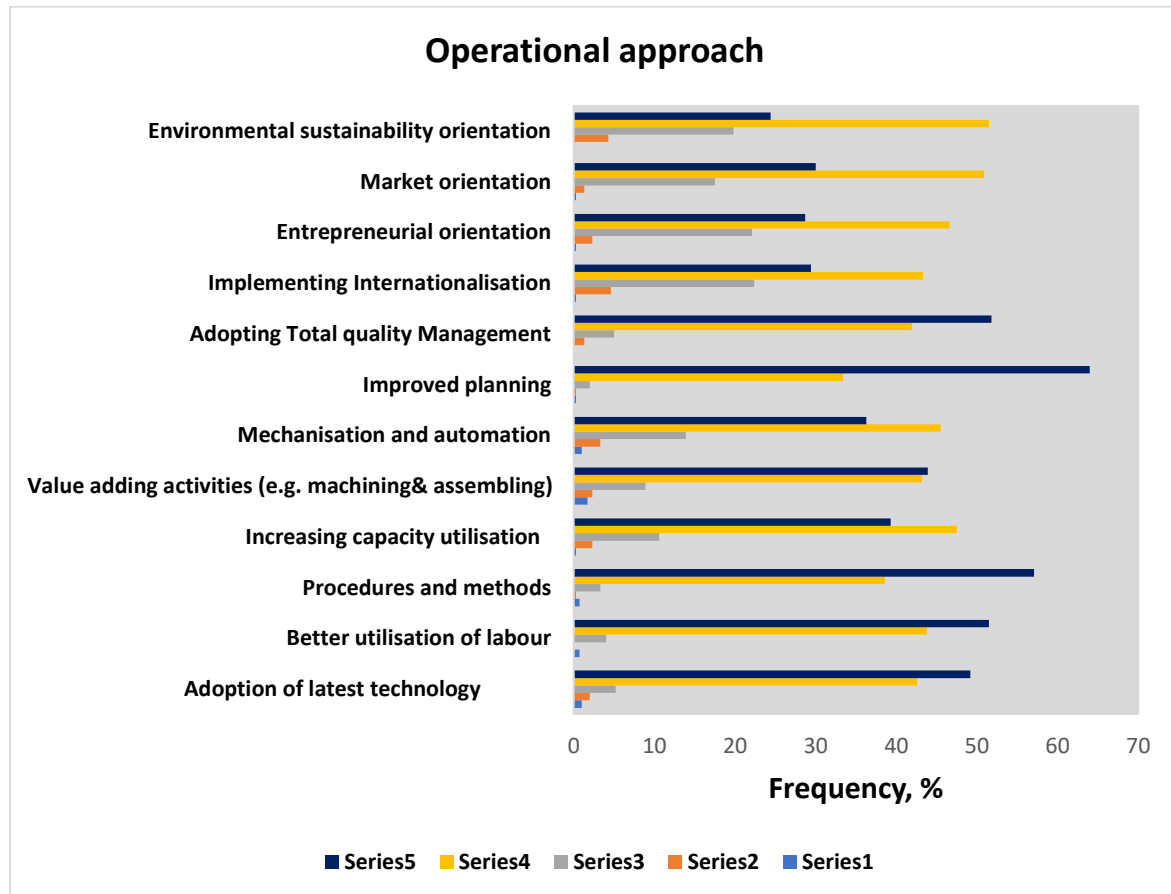 Operational approach
Environmental sustainability orientation
Market orientation
Entrepreneurial orientation
Implementing Internationalisation
Adopting Total quality Management
Improved planning
Mechanisation and automation
Value adding activities (e.g. machining& assembling)
Increasing capacity utilisation
Procedures and methods
Better utilisation of labour
Adoption of latest technology
0 10 20 30 40 50 60 70
Frequency, %
Series5 Series4 Series3 Series2 Series1